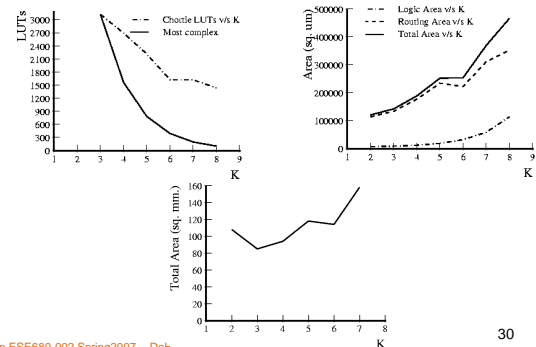 LUTs
3000
2700
2400
2100
1800
1500
1200
900
600
300
0
1 2 3 4 5 6 7 8 9
K
Chortle LUTs v/s K
Most complex
Area (sq. um)
500000
400000
300000
200000
100000
0
1 2 3 4 5 6 7 8 9
K
Logic Area v/s K
Routing Area v/s K
Total Area v/s K
Total Area (sq. mm.)
160
140
120
100
80
60
40
20
0
1 2 3 4 5 6 7 8
K
30
ESE680-002 Spring2007